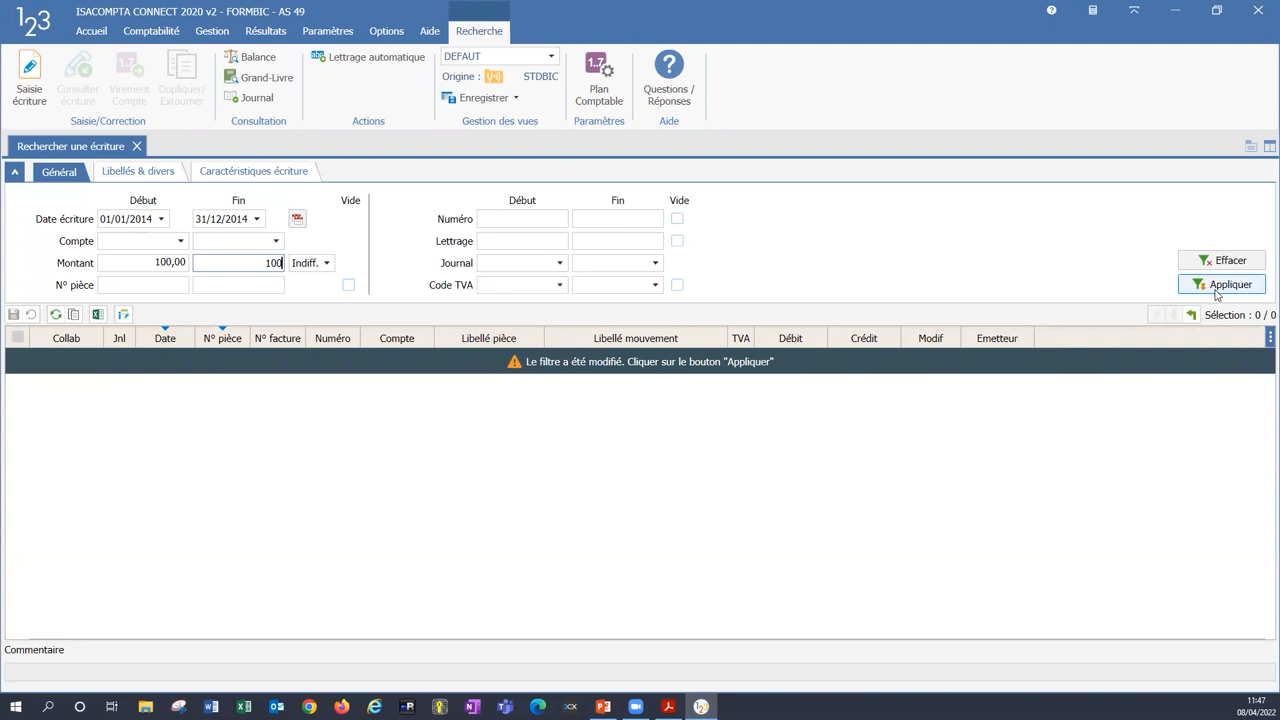 123
ISACOMPTA CONNECT 2020 v2 - FORMBIC - AS 49
Accueil Comptabilité Gestion Résultats Paramètres Options Aide Recherche
Saisie écriture
Consulter écriture
Virement Compte
Dupliquer/ Extourner
Saisie/Correction
Balance
Grand-Livre
Journal
Consultation
Lettrage automatique
Actions
DEFAUT
Origine : STDBIC
Enregistrer
Gestion des vues
Plan Comptable
Paramètres
Questions / Réponses
Aide
Rechercher une écriture
Général Libellés & divers Caractéristiques écriture
Début Fin Vide Début Fin Vide
Date écriture 01/01/2014 31/12/2014 Numéro
Compte Lettrage
Montant 100,00 100 Indiff. Journal
N° pièce Code TVA
Effacer
Appliquer
Sélection : 0 / 0
Collab Jnl Date N° pièce N° facture Numéro Compte Libellé pièce Libellé mouvement TVA Débit Crédit Modif Emetteur
Le filtre a été modifié. Cliquer sur le bouton "Appliquer"
Commentaire
11:47
08/04/2022